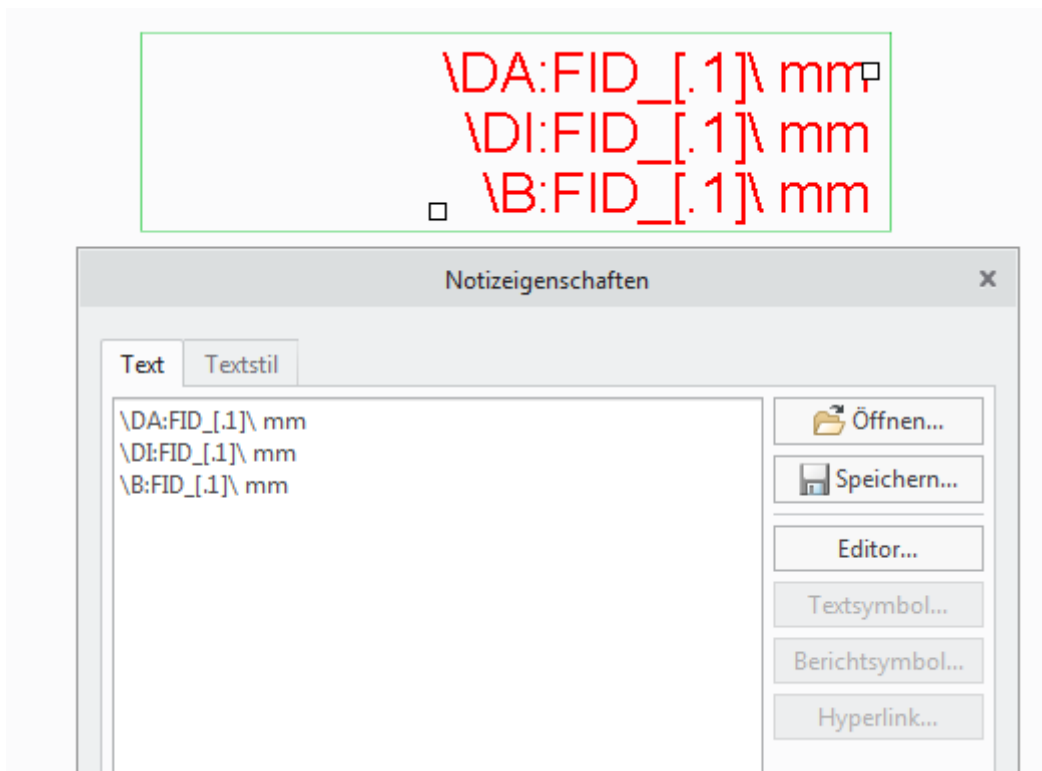 \DA:FID_[.1]\ mm
\DI:FID_[.1]\ mm
\B:FID_[.1]\ mm
Notizeigenschaften
Text Textstil
\DA:FID_[.1]\ mm
\DI:FID_[.1]\ mm
\B:FID_[.1]\ mm
Öffnen...
Speichern...
Editor...
Textsymbol...
Berichtsymbol...
Hyperlink...